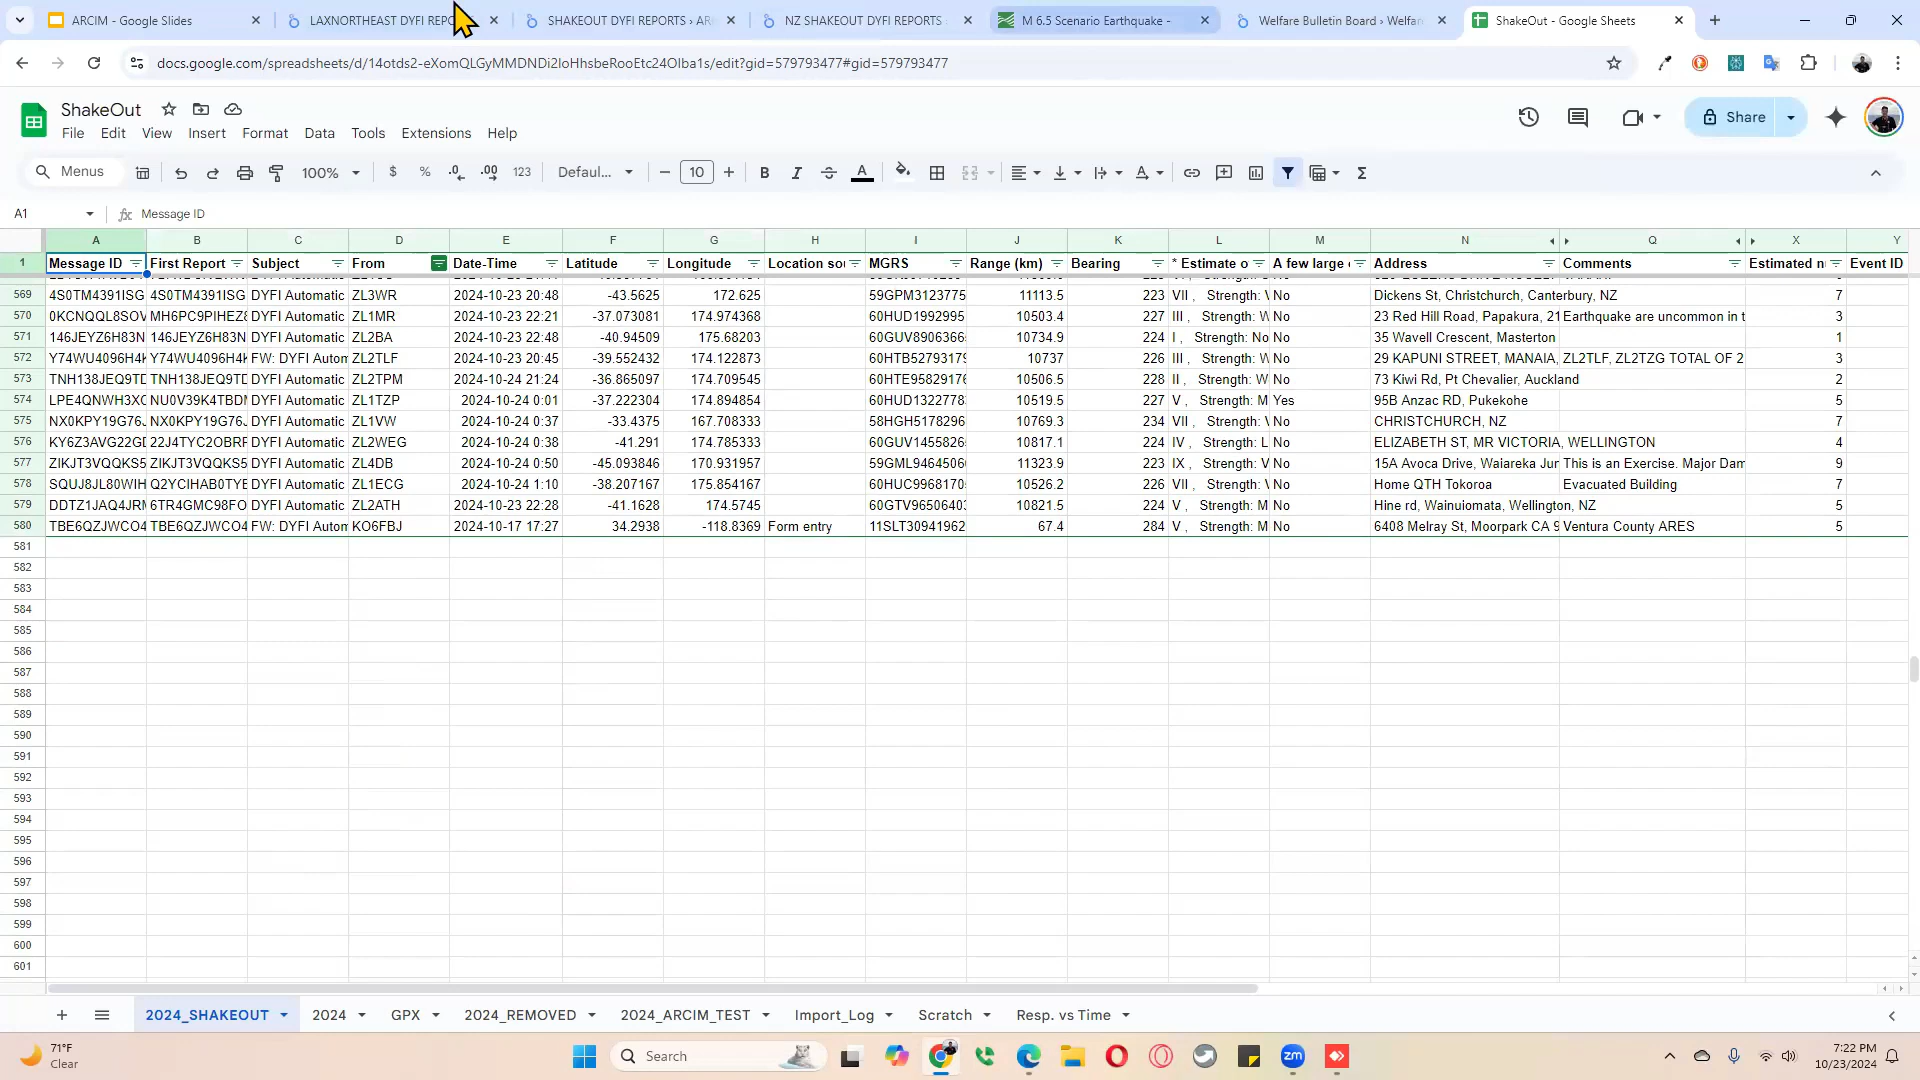 ARCIM - Google Slides
LAXNORTHEAST DYFI REPO
SHAKEOUT DYFI REPORTS › AR
NZ SHAKEOUT DYFI REPORTS
M 6.5 Scenario Earthquake -
Welfare Bulletin Board › Welfar
ShakeOut - Google Sheets
docs.google.com/spreadsheets/d/14otds2-eXomQLGyMMDNDi2IoHhsbeRooEtc24OIba1s/edit?gid=579793477#gid=579793477
ShakeOut
File Edit View Insert Format Data Tools Extensions Help
Share
Menus 100% $ % .0 .00 123 Defaul... 10 B I A
A1 fx Message ID
A B C D E F G H I J K L M N Q X Y
1 Message ID First Report Subject From Date-Time Latitude Longitude Location sou MGRS Range (km) Bearing * Estimate o A few large Address Comments Estimated n Event ID
569 4S0TM4391ISG 4S0TM4391ISG DYFI Automatic ZL3WR 2024-10-23 20:48 -43.5625 172.625 59GPM3123775 11113.5 223 VII , Strength: V No Dickens St, Christchurch, Canterbury, NZ 7
570 0KCNQQL8SOV MH6PC9PIHEZ8 DYFI Automatic ZL1MR 2024-10-23 22:21 -37.073081 174.974368 60HUD1992995 10503.4 227 III , Strength: W No 23 Red Hill Road, Papakura, 21 Earthquake are uncommon in t 3
571 146JEYZ6H83N 146JEYZ6H83N DYFI Automatic ZL2BA 2024-10-23 22:48 -40.94509 175.68203 60GUV8906366 10734.9 224 I , Strength: No No 35 Wavell Crescent, Masterton 1
572 Y74WU4096H4K Y74WU4096H4K FW: DYFI Autom ZL2TLF 2024-10-23 20:45 -39.552432 174.122873 60HTB5279317 10737 226 III , Strength: W No 29 KAPUNI STREET, MANAIA, ZL2TLF, ZL2TZG TOTAL OF 2 3
573 TNH138JEQ9TD TNH138JEQ9TD DYFI Automatic ZL2TPM 2024-10-24 21:24 -36.865097 174.709545 60HTE9582917 10506.5 228 II , Strength: W No 73 Kiwi Rd, Pt Chevalier, Auckland 2
574 LPE4QNWH3XC NU0V39K4TBDM DYFI Automatic ZL1TZP 2024-10-24 0:01 -37.222304 174.894854 60HUD1322778 10519.5 227 V , Strength: M Yes 95B Anzac RD, Pukekohe 5
575 NX0KPY19G76J NX0KPY19G76J DYFI Automatic ZL1VW 2024-10-24 0:37 -33.4375 167.708333 58HGH5178296 10769.3 234 VII , Strength: V No CHRISTCHURCH, NZ 7
576 KY6Z3AVG22GD 22J4TYC2OBRF DYFI Automatic ZL2WEG 2024-10-24 0:38 -41.291 174.785333 60GUV1455826 10817.1 224 IV , Strength: L No ELIZABETH ST, MR VICTORIA, WELLINGTON 4
577 ZIKJT3VQQKS5 ZIKJT3VQQKS5 DYFI Automatic ZL4DB 2024-10-24 0:50 -45.093846 170.931957 59GML9464506 11323.9 223 IX , Strength: V No 15A Avoca Drive, Waiareka Jun This is an Exercise. Major Dam 9
578 SQUJ8JL80WIH Q2YCIHAB0TYE DYFI Automatic ZL1ECG 2024-10-24 1:10 -38.207167 175.854167 60HUC9968170 10526.2 226 VII , Strength: V No Home QTH Tokoroa Evacuated Building 7
579 DDTZ1JAQ4JRM 6TR4GMC98FO DYFI Automatic ZL2ATH 2024-10-23 22:28 -41.1628 174.5745 60GTV9650640 10821.5 224 V , Strength: M No Hine rd, Wainuiomata, Wellington, NZ 5
580 TBE6QZJWCO4 TBE6QZJWCO4 FW: DYFI Autom KO6FBJ 2024-10-17 17:27 34.2938 -118.8369 Form entry 11SLT30941962 67.4 284 V , Strength: M No 6408 Melray St, Moorpark CA 9 Ventura County ARES 5
581
582
583
584
585
586
587
588
589
590
591
592
593
594
595
596
597
598
599
600
601
2024_SHAKEOUT 2024 GPX 2024_REMOVED 2024_ARCIM_TEST Import_Log Scratch Resp. vs Time
71°F
Clear
Search
zm
7:22 PM
10/23/2024